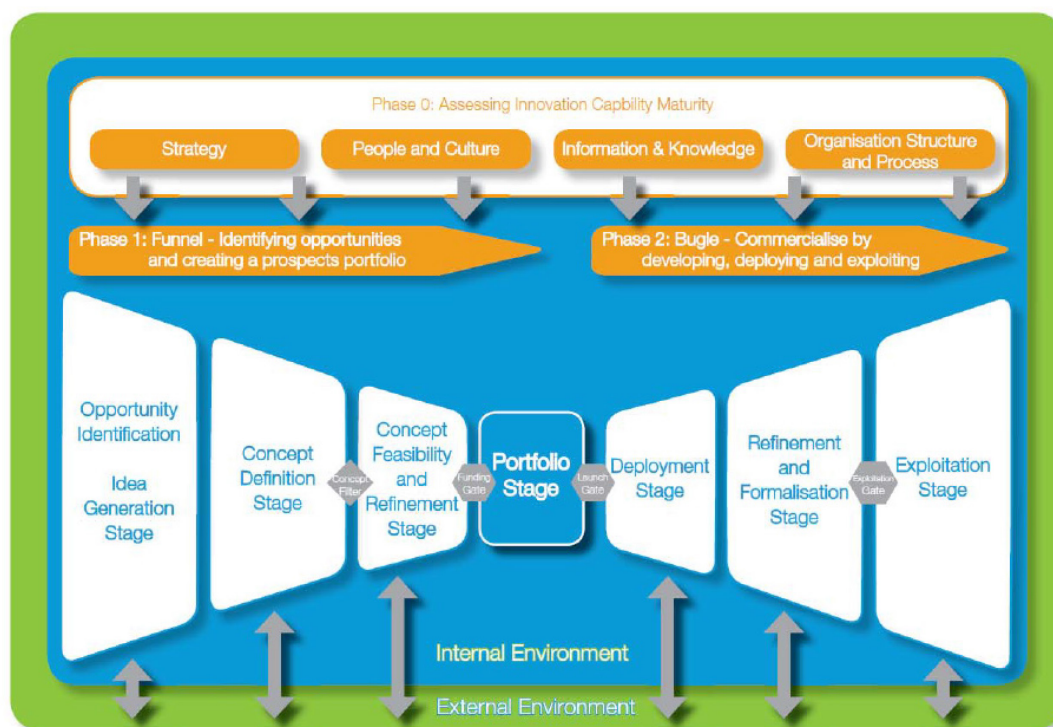 Phase 0: Assessing Innovation Capbility Maturity
Strategy
People and Culture
Information & Knowledge
Organisation Structure
and Process
Phase 1: Funnel - Identifying opportunities
and creating a prospects portfolio
Phase 2: Bugle - Commercialise by
developing, deploying and exploiting
Opportunity
Identification
Idea
Generation
Stage
Concept
Definition
Stage
Concept
Filter
Concept
Feasibility
and
Refinement
Stage
Funding
Gate
Portfolio
Stage
Launch
Gate
Deployment
Stage
Refinement
and
Formalisation
Stage
Exploitation
Gate
Exploitation
Stage
Internal Environment
External Environment